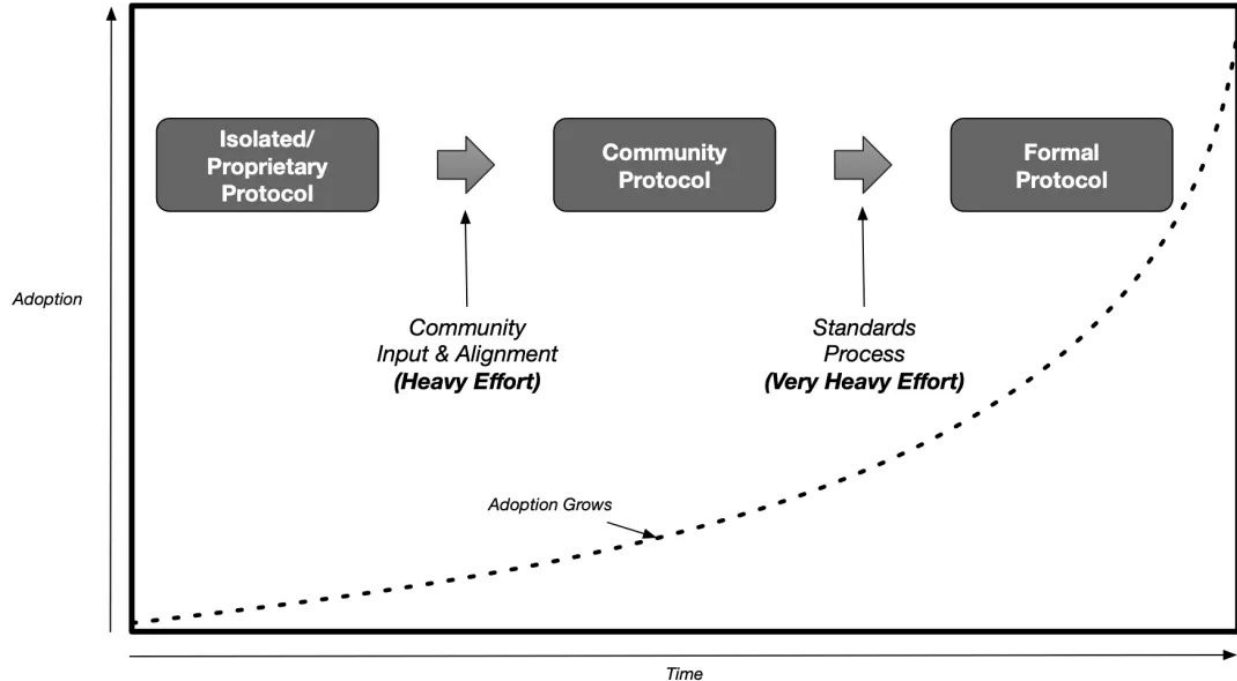 Isolated/
Proprietary
Protocol
Community
Protocol
Formal
Protocol
Adoption
Community
Input & Alignment
(Heavy Effort)
Standards
Process
(Very Heavy Effort)
Adoption Grows
Time